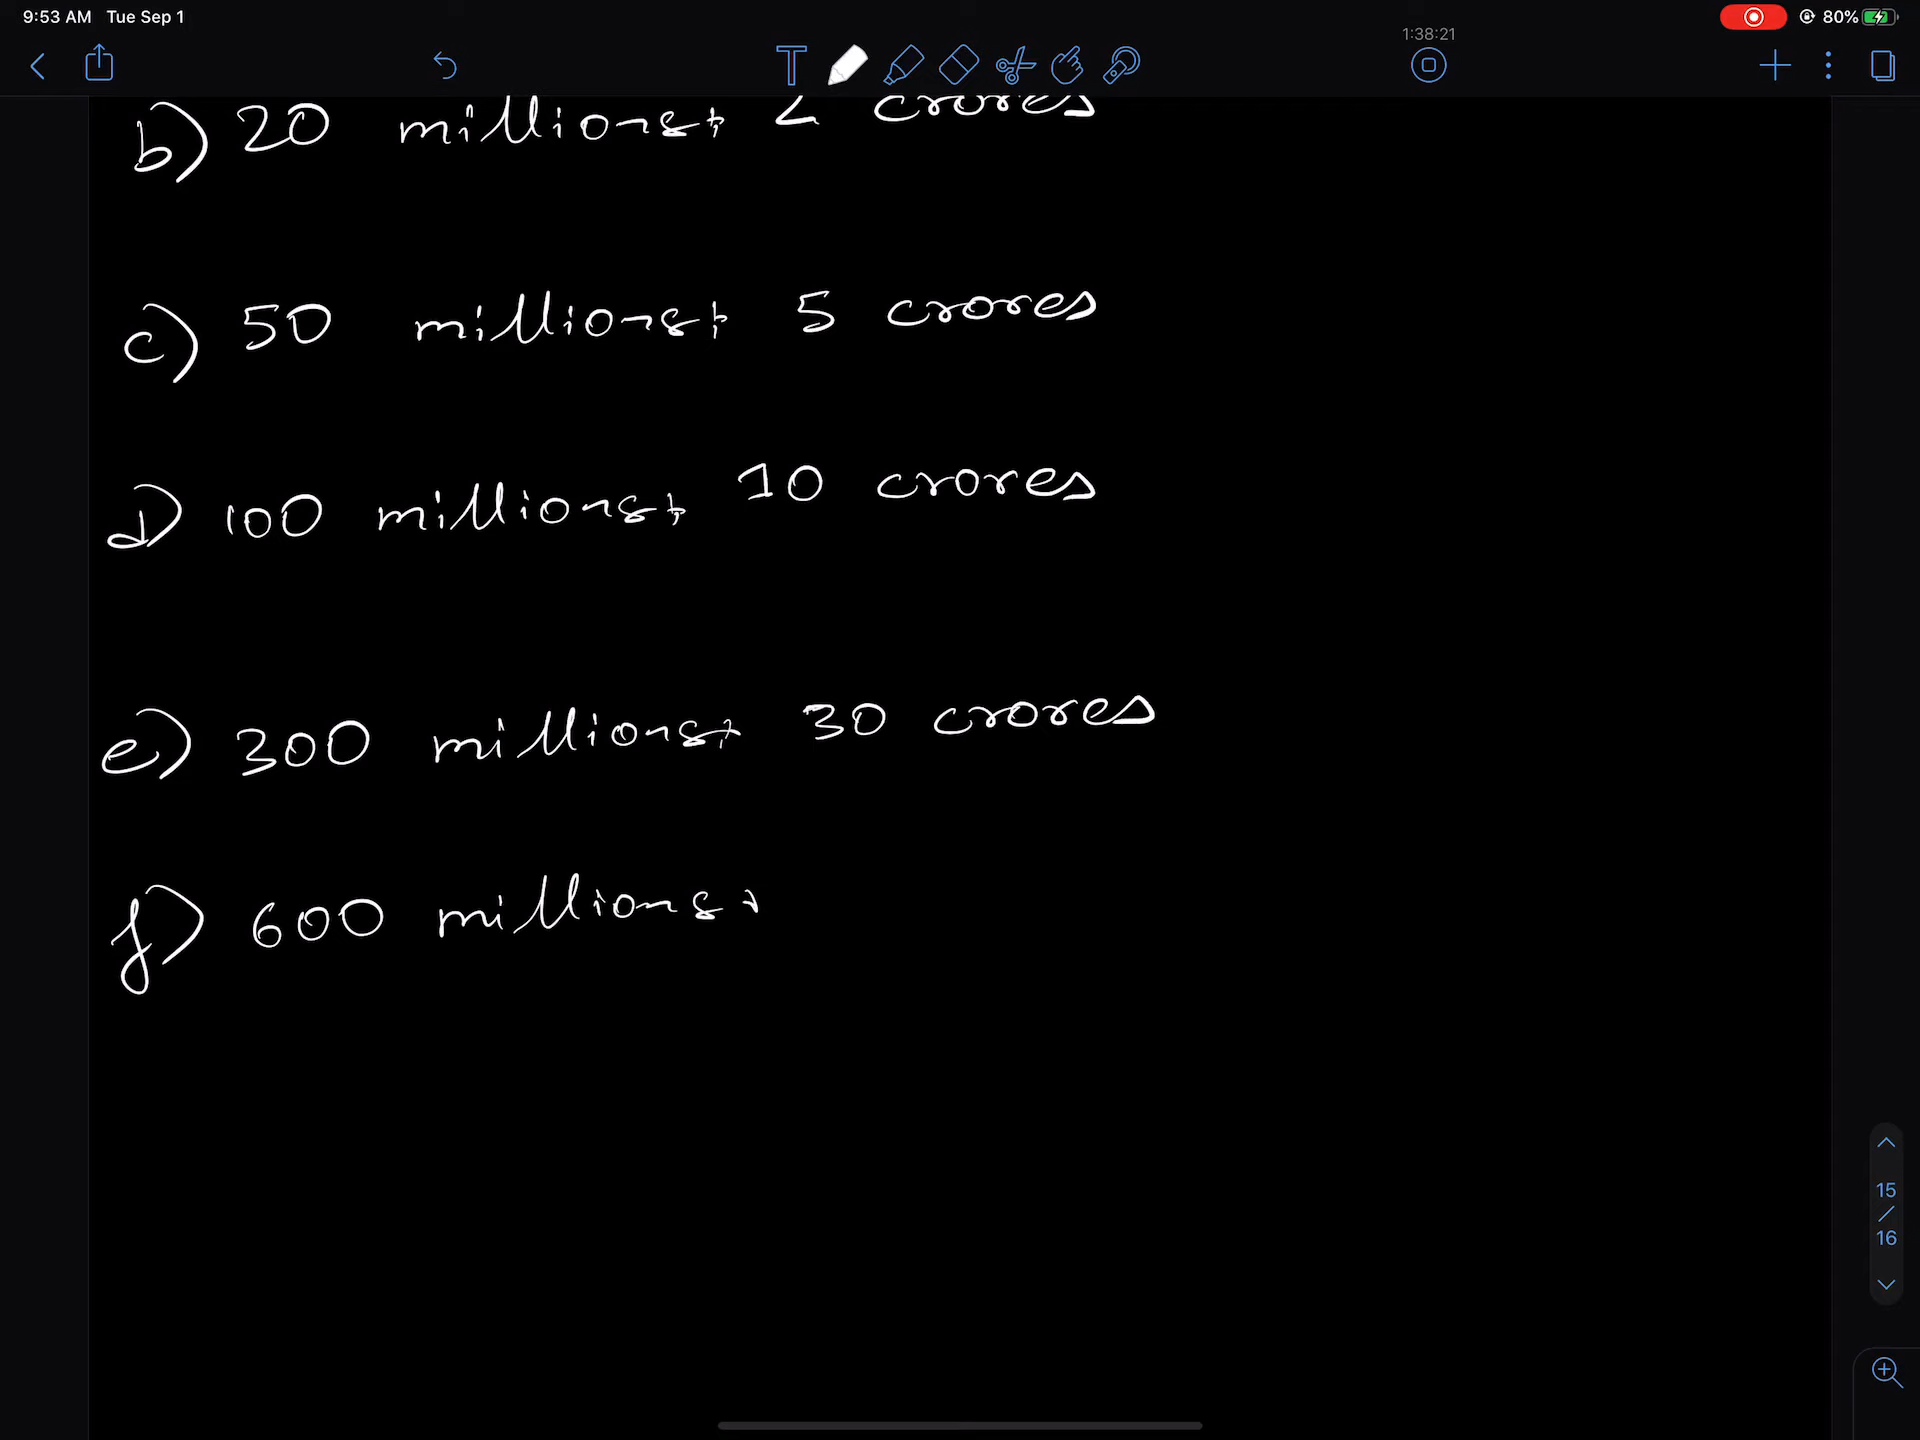 9:53 AM Tue Sep 1
80%
1:38:21
b) 20 millions, 2 crores
c) 50 millions, 5 crores
d) 100 millions, 10 crores
e) 300 millions, 30 crores
f) 600 millions,
15
/
16